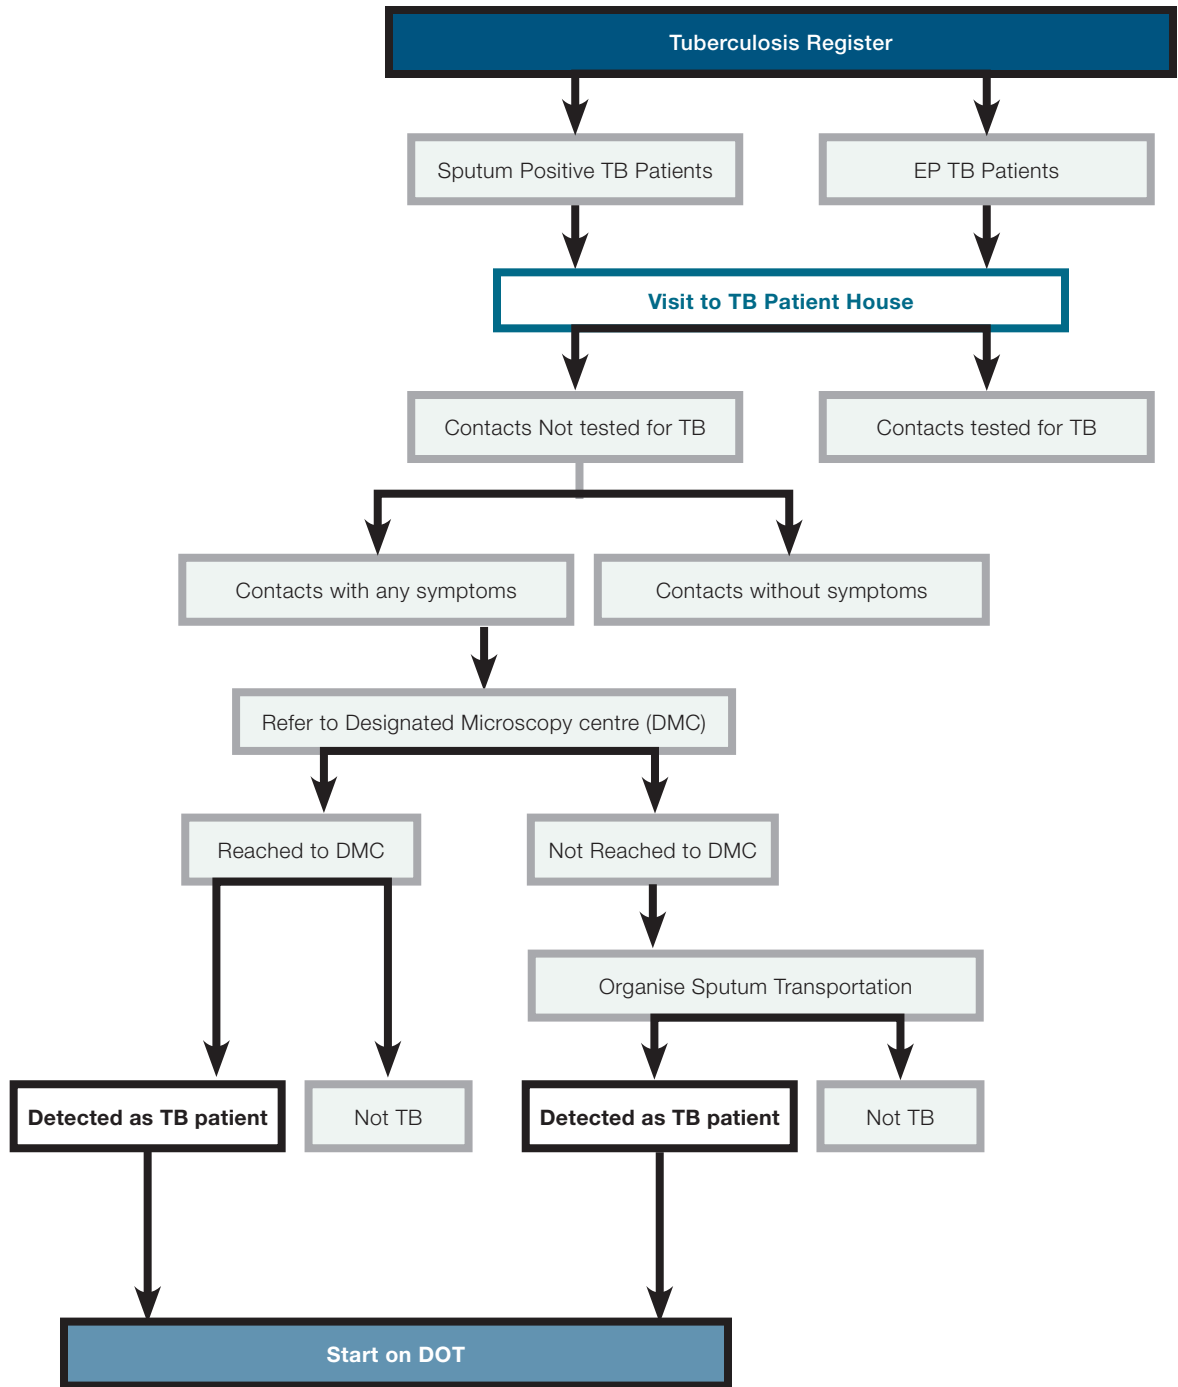 Tuberculosis Register
Sputum Positive TB Patients
EP TB Patients
Visit to TB Patient House
Contacts Not tested for TB
Contacts tested for TB
Contacts with any symptoms
Contacts without symptoms
Refer to Designated Microscopy centre (DMC)
Reached to DMC
Not Reached to DMC
Organise Sputum Transportation
Detected as TB patient
Not TB
Detected as TB patient
Not TB
Start on DOT